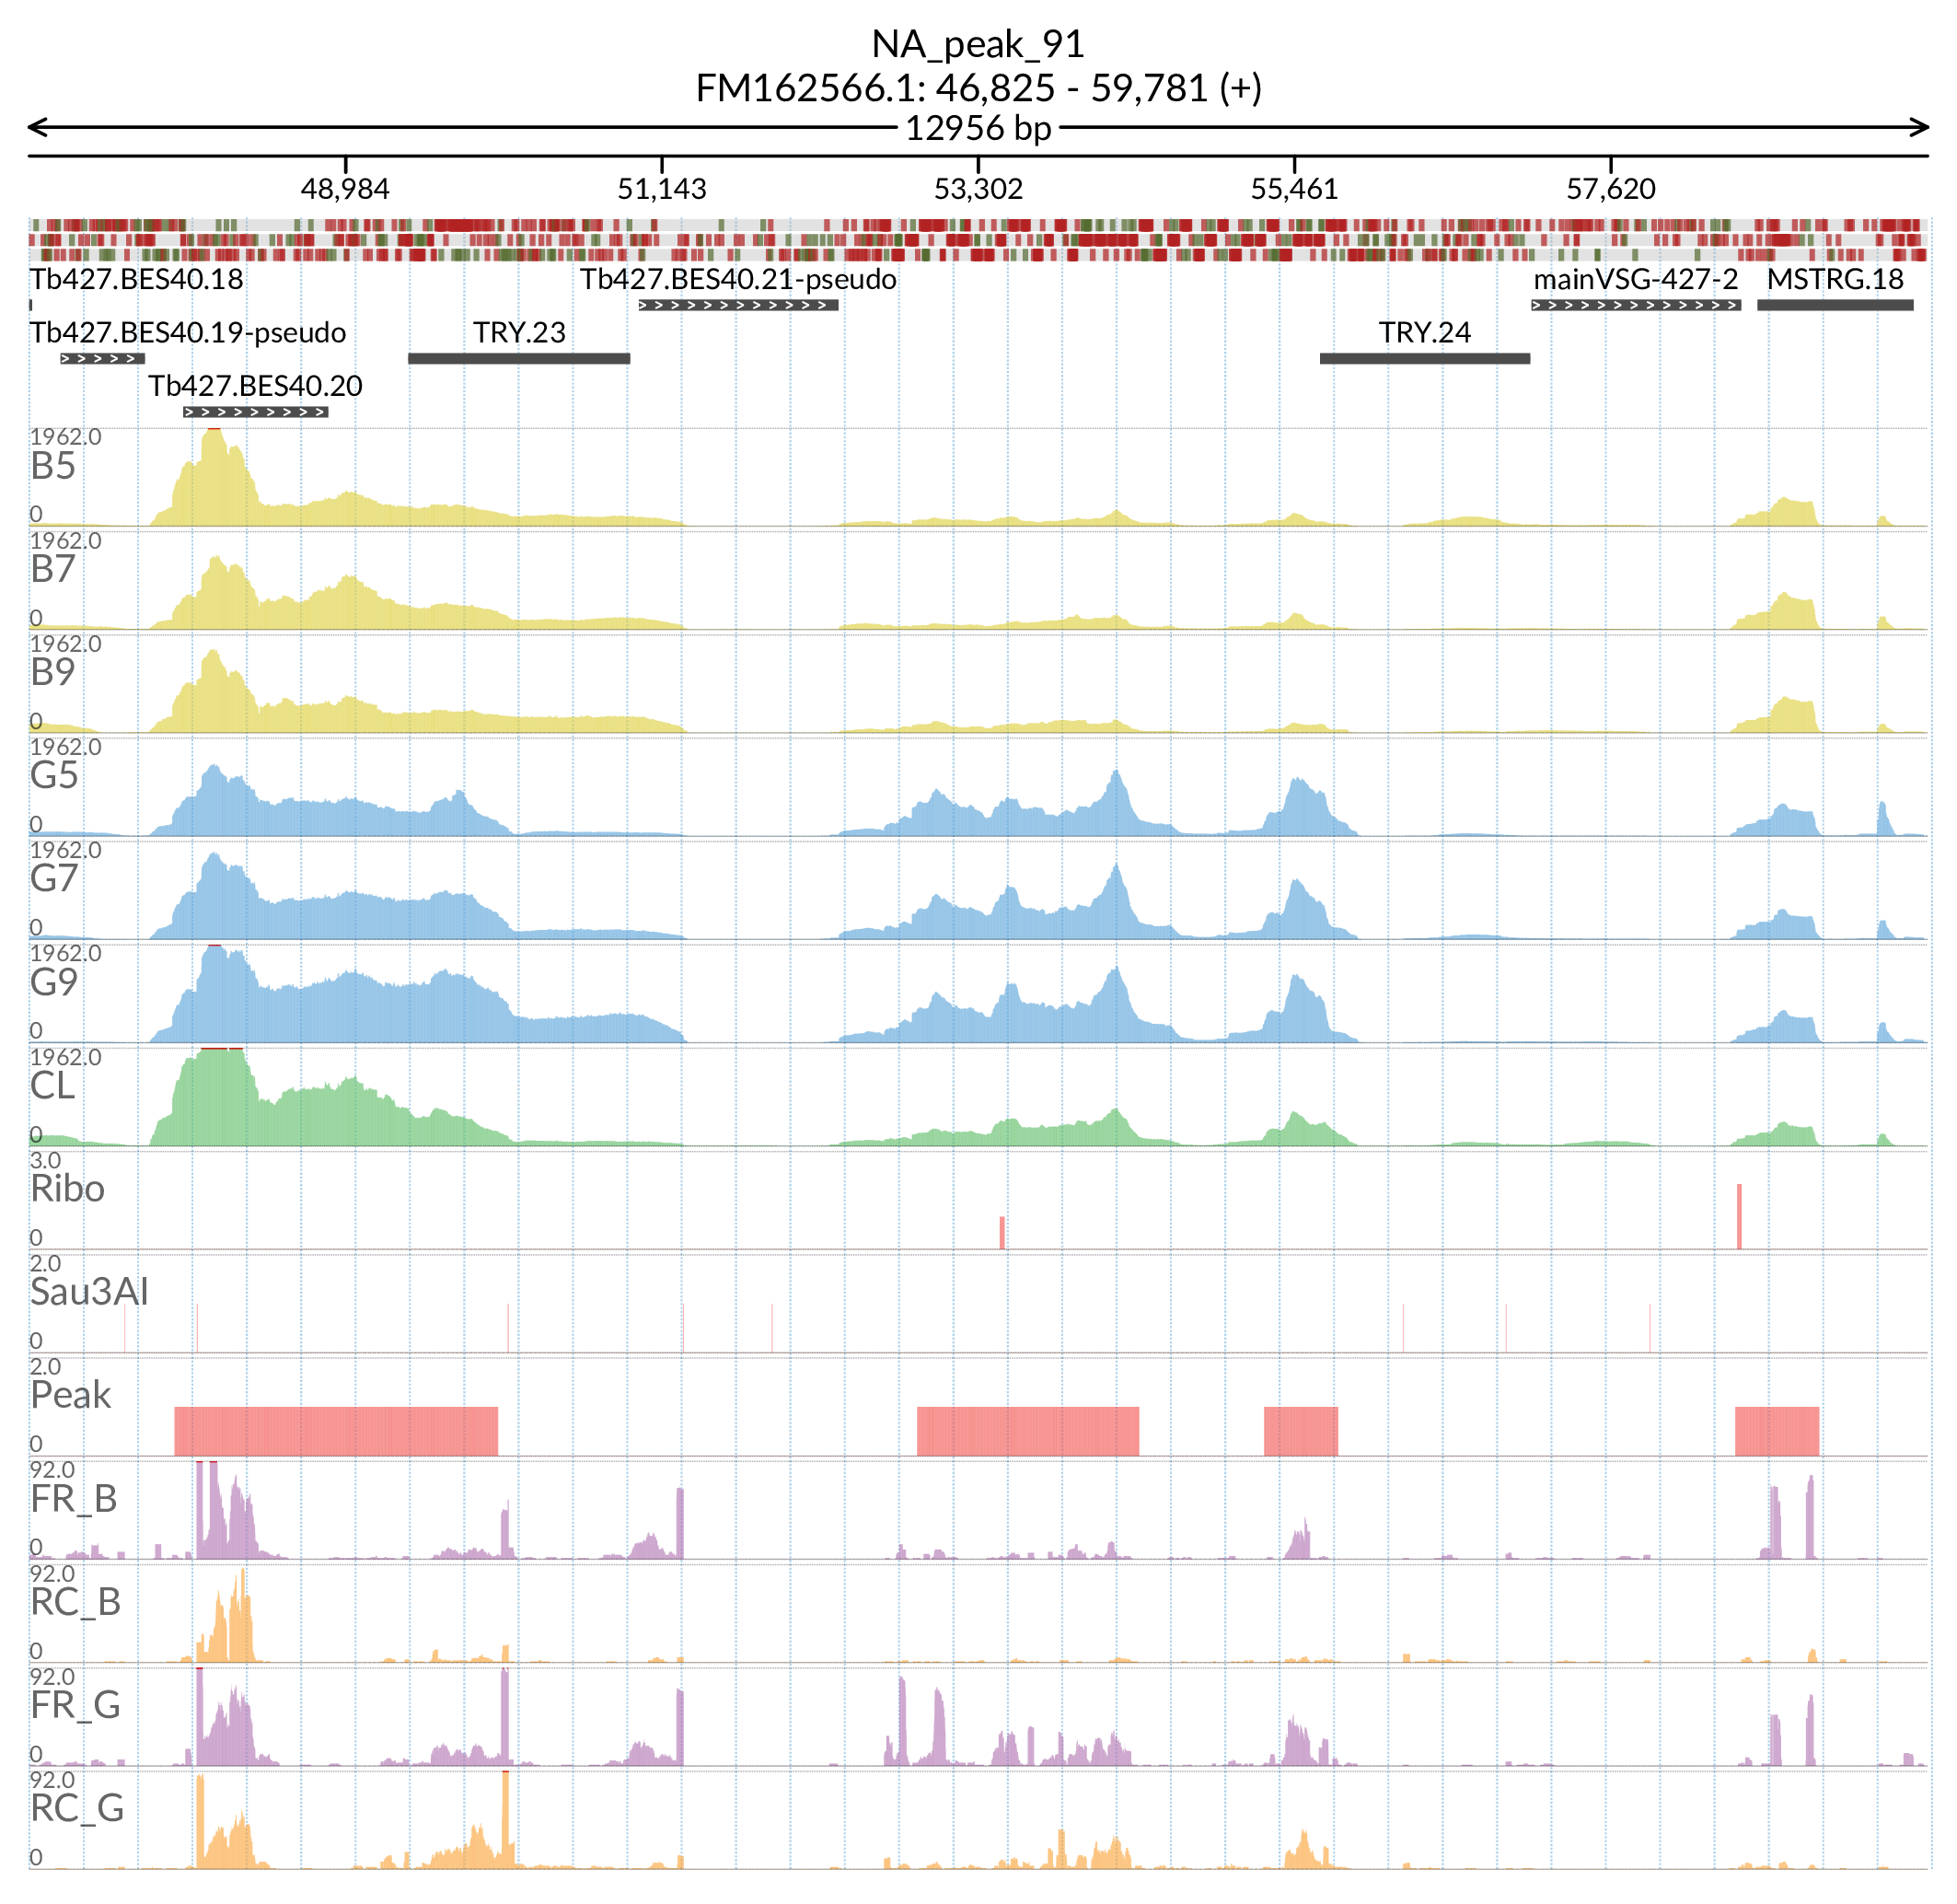 NA_peak_91
FM162566.1: 46,825 - 59,781 (+)
12956 bp
48,984 51,143 53,302 55,461 57,620
Tb427.BES40.18 Tb427.BES40.21-pseudo mainVSG-427-2 MSTRG.18
Tb427.BES40.19-pseudo TRY.23 TRY.24
Tb427.BES40.20
1962.0
B5
0
1962.0
B7
0
1962.0
B9
0
1962.0
G5
0
1962.0
G7
0
1962.0
G9
0
1962.0
CL
0
3.0
Ribo
0
2.0
Sau3AI
0
2.0
Peak
0
92.0
FR_B
0
92.0
RC_B
0
92.0
FR_G
0
92.0
RC_G
0